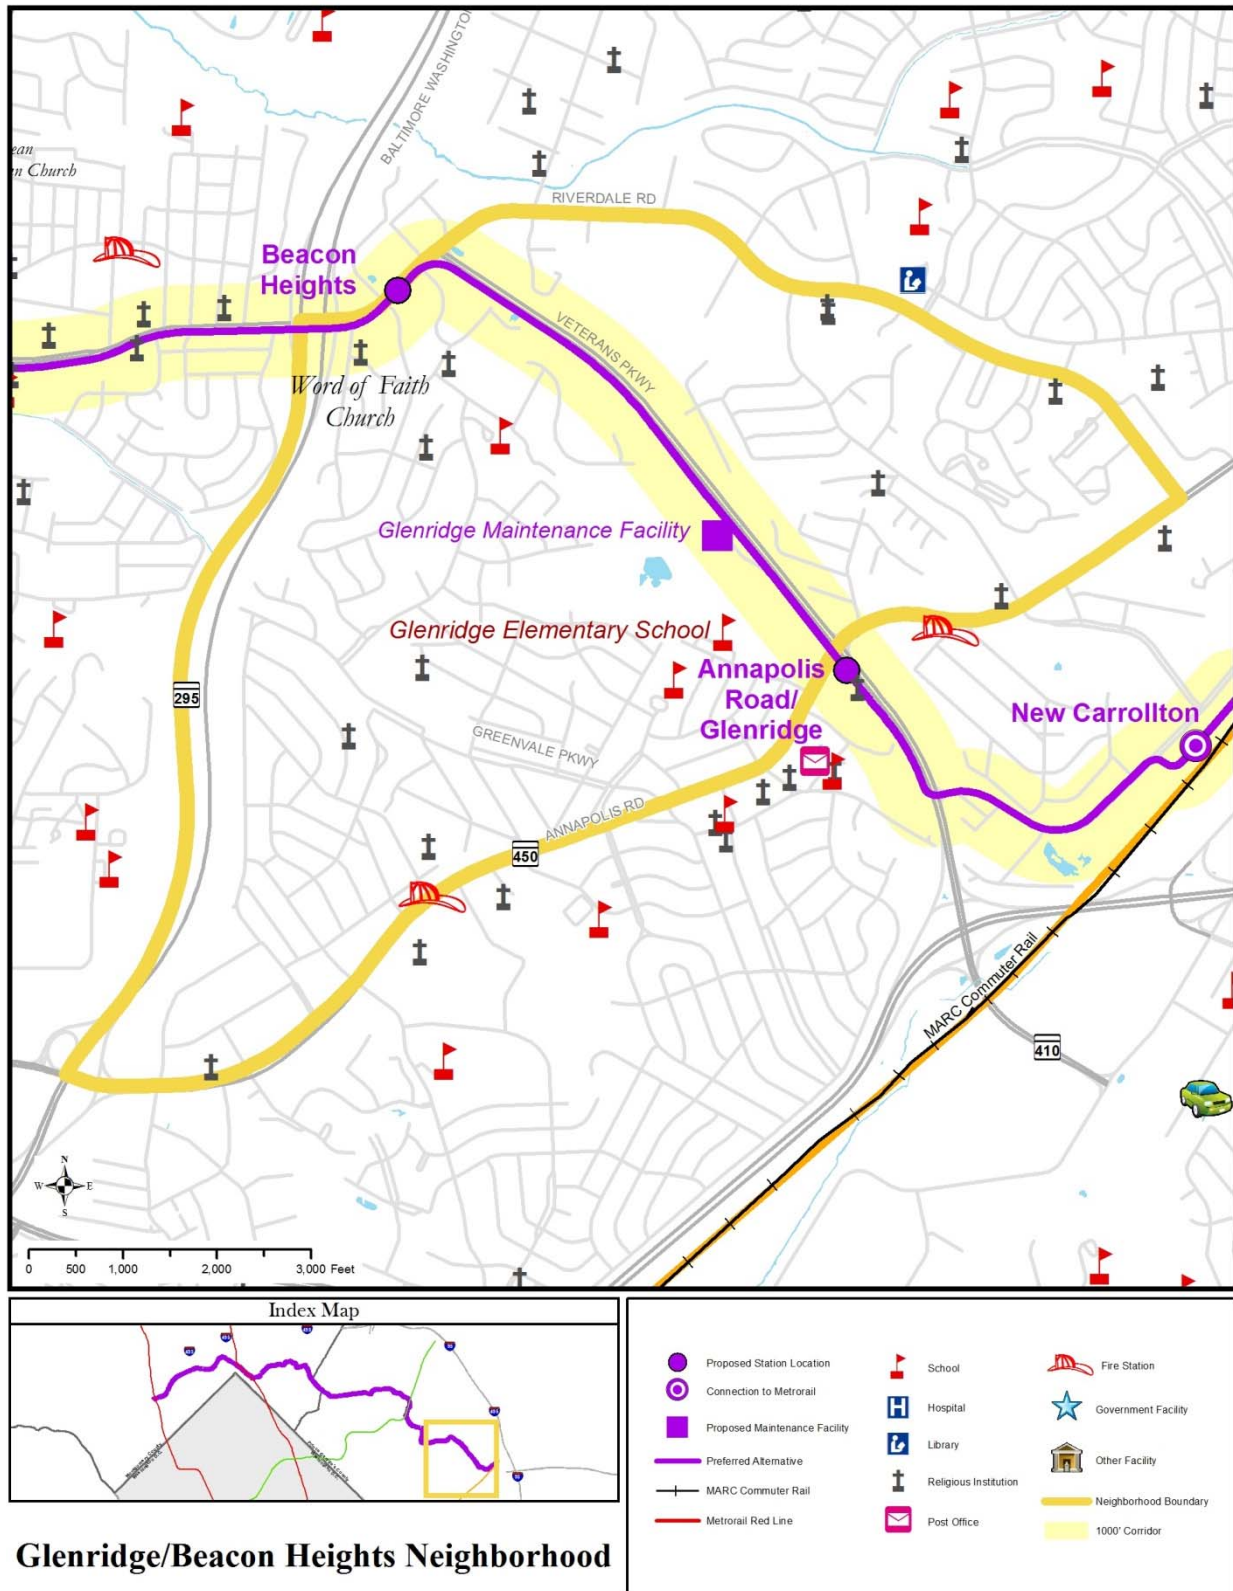 BALTIMORE WASHINGTON
ean
n Church
RIVERDALE RD
Beacon
Heights
VETERANS PKWY
Word of Faith
Church
Glenridge Maintenance Facility
Glenridge Elementary School
Annapolis
Road/
Glenridge
295
New Carrollton
GREENVALE PKWY
ANNAPOLIS RD
450
MARC Commuter Rail
410
N
W E
S
0 500 1,000 2,000 3,000 Feet
Index Map
Proposed Station Location
Connection to Metrorail
Proposed Maintenance Facility
Preferred Alternative
MARC Commuter Rail
Metrorail Red Line
School
H Hospital
Library
Religious Institution
Post Office
Fire Station
Government Facility
Other Facility
Neighborhood Boundary
1000' Corridor
Glenridge/Beacon Heights Neighborhood